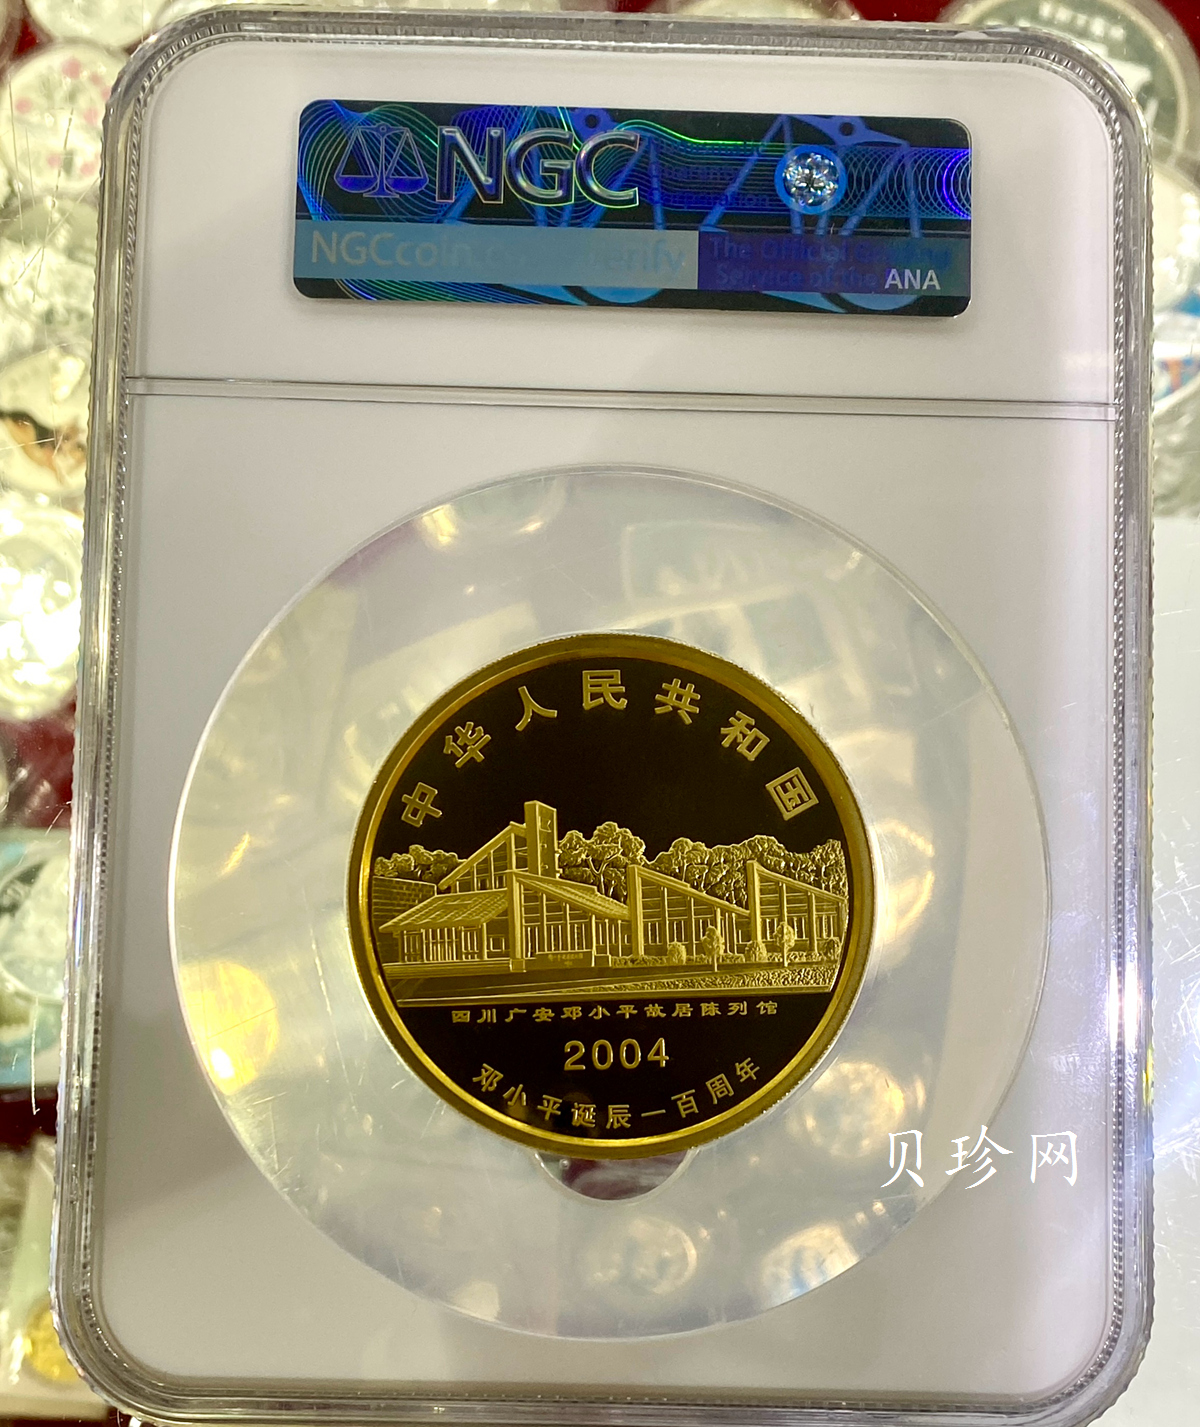 NGC
NGCcoin.co erify.
The Official Grading
Service of the ANA
中华人民共和国
四川广安邓小平故居陈列馆
2004
邓小平诞辰一百周年
贝珍网